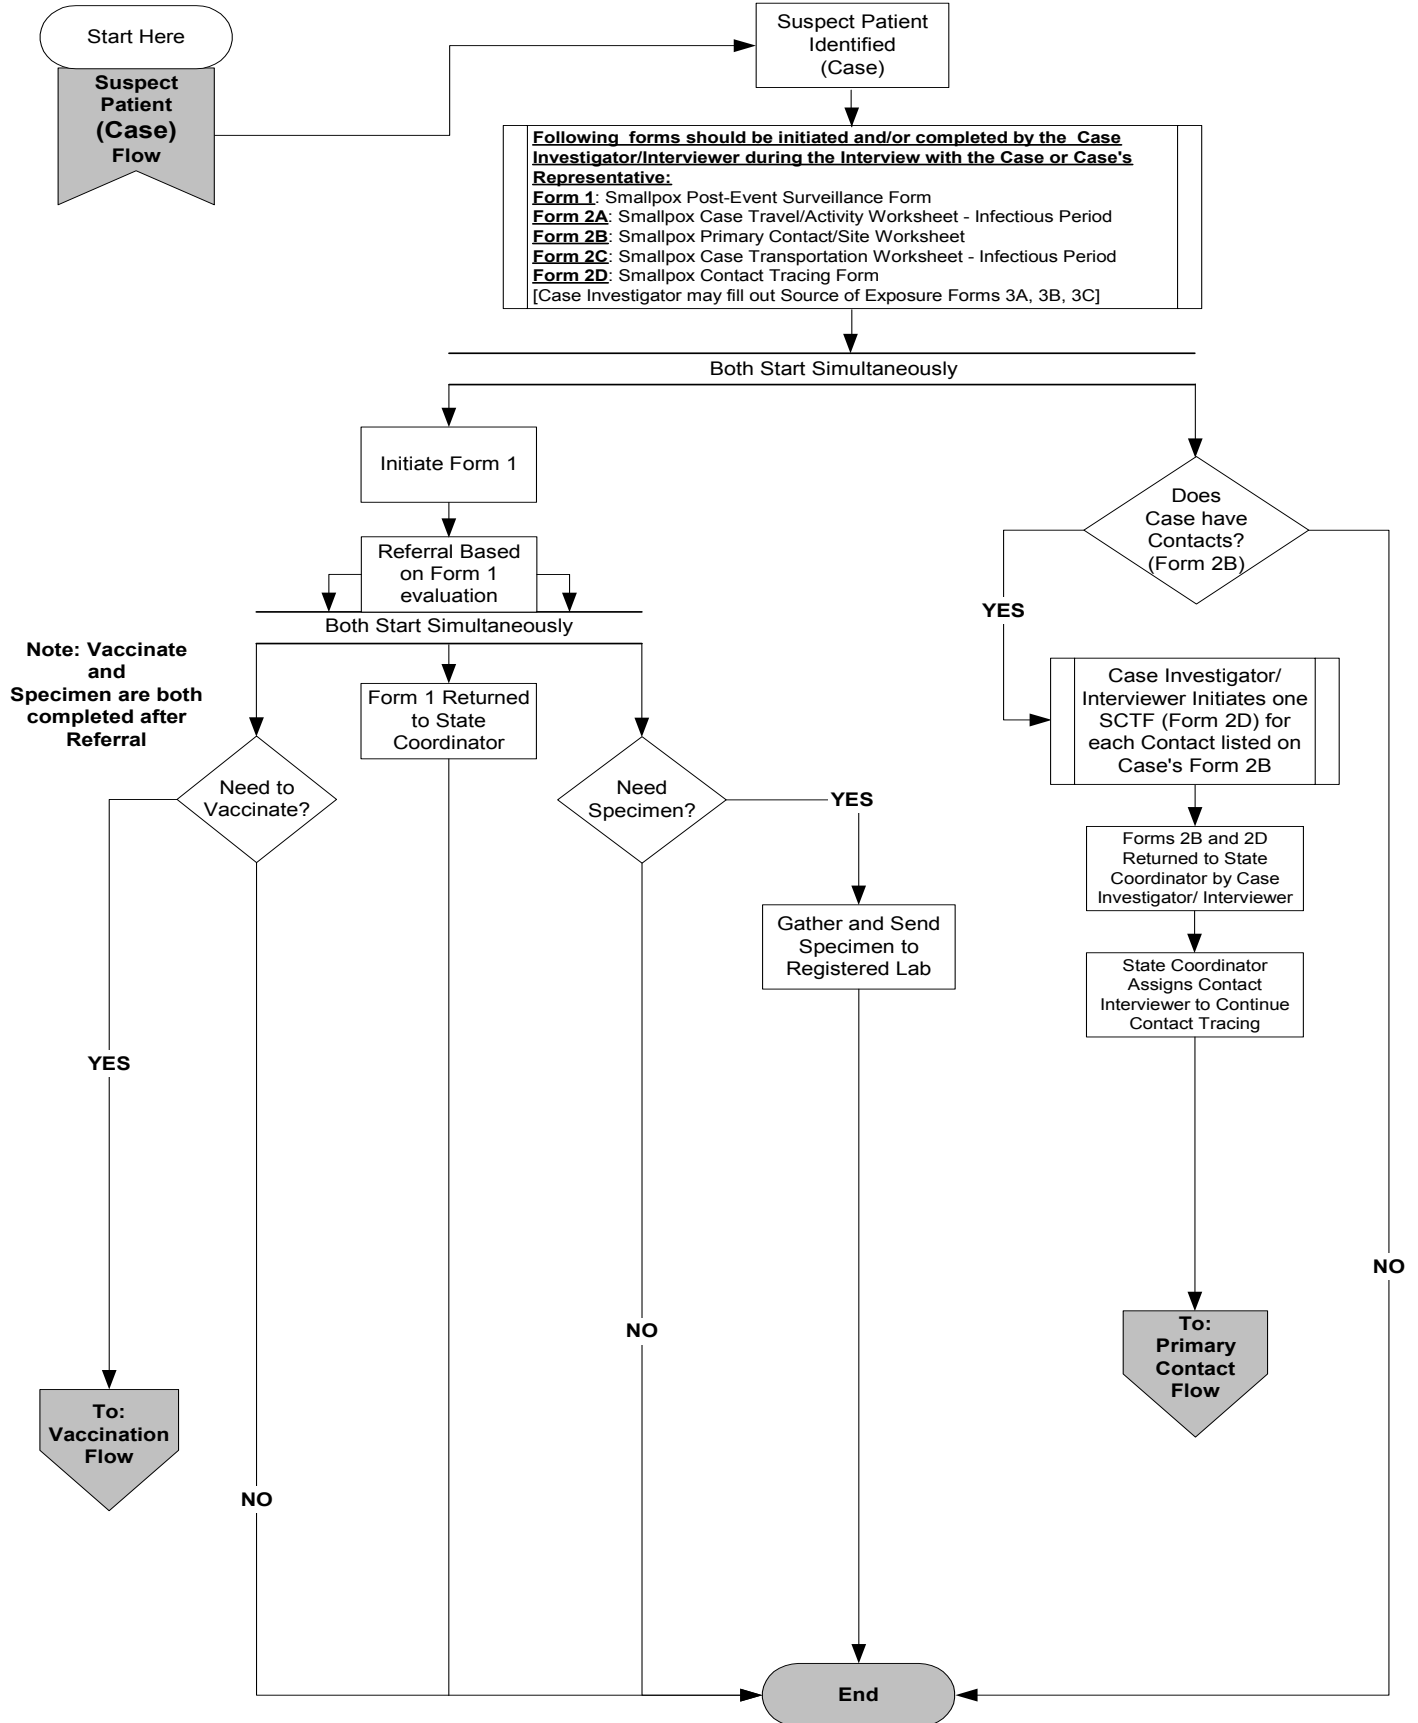 Start Here
Suspect
Patient
(Case)
Flow
Suspect Patient
Identified
(Case)
Following  forms should be initiated and/or completed by the  Case
Investigator/Interviewer during the Interview with the Case or Case's
Representative:
Form 1: Smallpox Post-Event Surveillance Form
Form 2A: Smallpox Case Travel/Activity Worksheet - Infectious Period
Form 2B: Smallpox Primary Contact/Site Worksheet
Form 2C: Smallpox Case Transportation Worksheet - Infectious Period
Form 2D: Smallpox Contact Tracing Form
[Case Investigator may fill out Source of Exposure Forms 3A, 3B, 3C]
Both Start Simultaneously
Initiate Form 1
Referral Based
on Form 1
evaluation
Both Start Simultaneously
Note: Vaccinate
and
Specimen are both
completed after
Referral
Form 1 Returned
to State
Coordinator
Need to
Vaccinate?
Need
Specimen?
YES
Gather and Send
Specimen to
Registered Lab
YES
NO
NO
To:
Vaccination
Flow
Does
Case have
Contacts?
(Form 2B)
YES
Case Investigator/
Interviewer Initiates one
SCTF (Form 2D) for
each Contact listed on
Case's Form 2B
Forms 2B and 2D
Returned to State
Coordinator by Case
Investigator/ Interviewer
State Coordinator
Assigns Contact
Interviewer to Continue
Contact Tracing
NO
To:
Primary
Contact
Flow
End